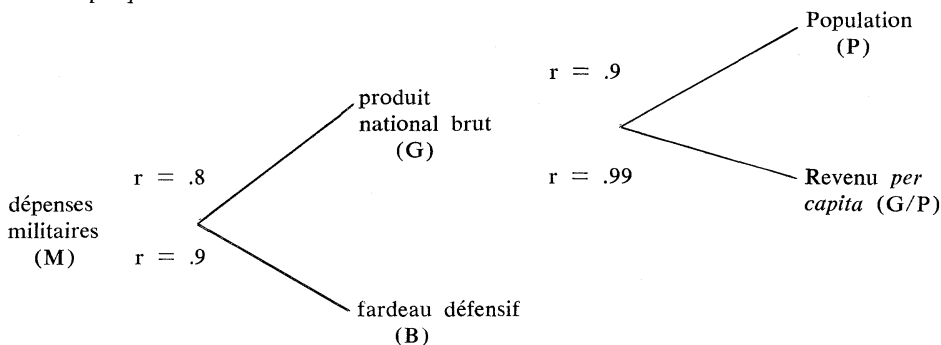 Population
(P)
r = .9
produit
national brut
(G)
r = .8
r = .99
Revenu per
capita (G/P)
dépenses
militaires
(M)
r = .9
fardeau défensif
(B)